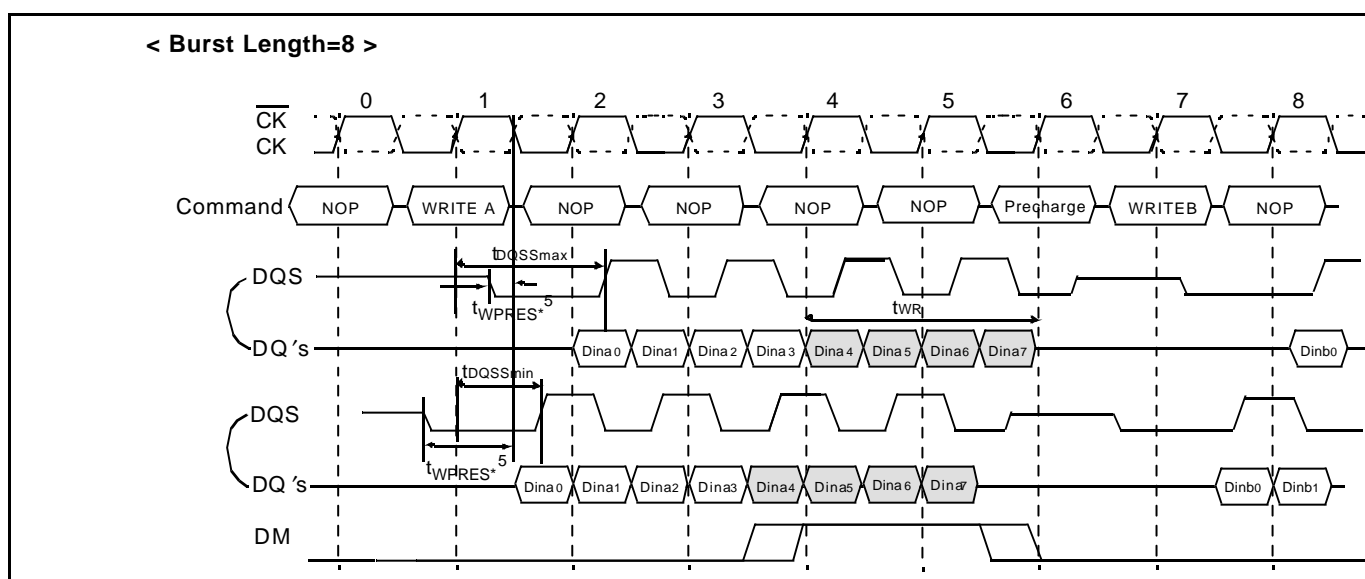 < Burst Length=8 >
0 1 2 3 4 5 6 7 8
CK
CK
Command NOP WRITE A NOP NOP NOP NOP Precharge WRITEB NOP
tDQSSmax
DQS
tWPRES*5
tWR
DQ's Dina0 Dina1 Dina2 Dina3 Dina4 Dina5 Dina6 Dina7 Dinb0
tDQSSmin
DQS
tWPRES*5
DQ's Dina0 Dina1 Dina2 Dina3 Dina4 Dina5 Dina6 Dina7 Dinb0 Dinb1
DM